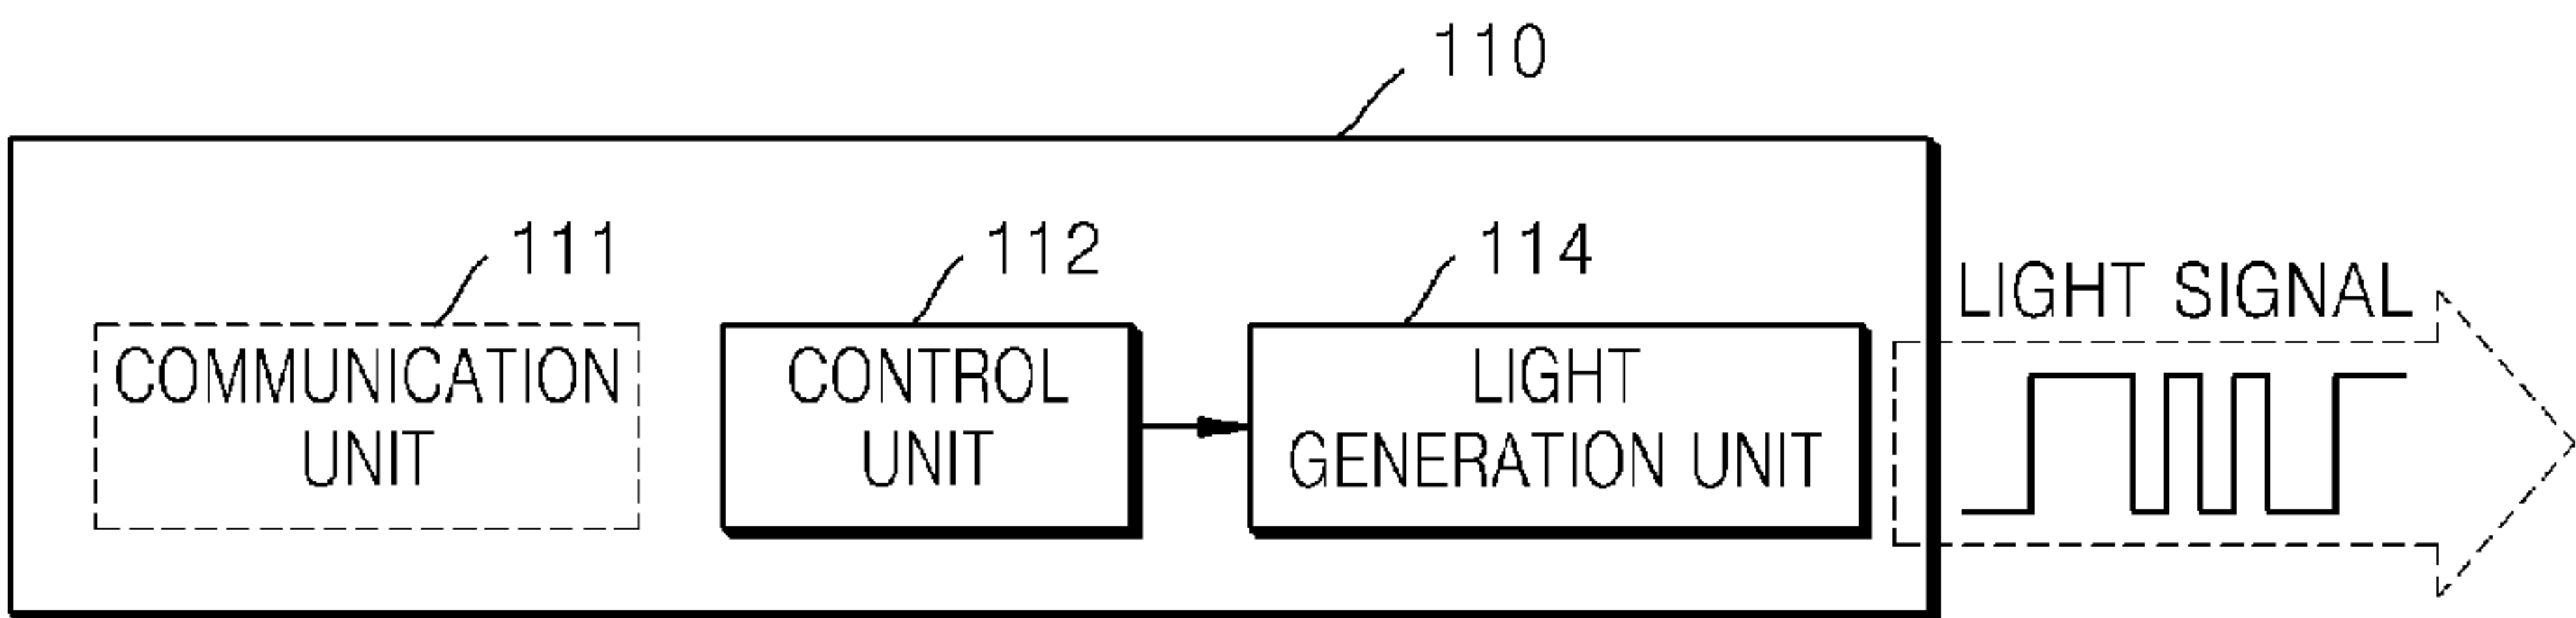 110
111
112
114
LIGHT SIGNAL
COMMUNICATION
UNIT
CONTROL
UNIT
LIGHT
GENERATION UNIT